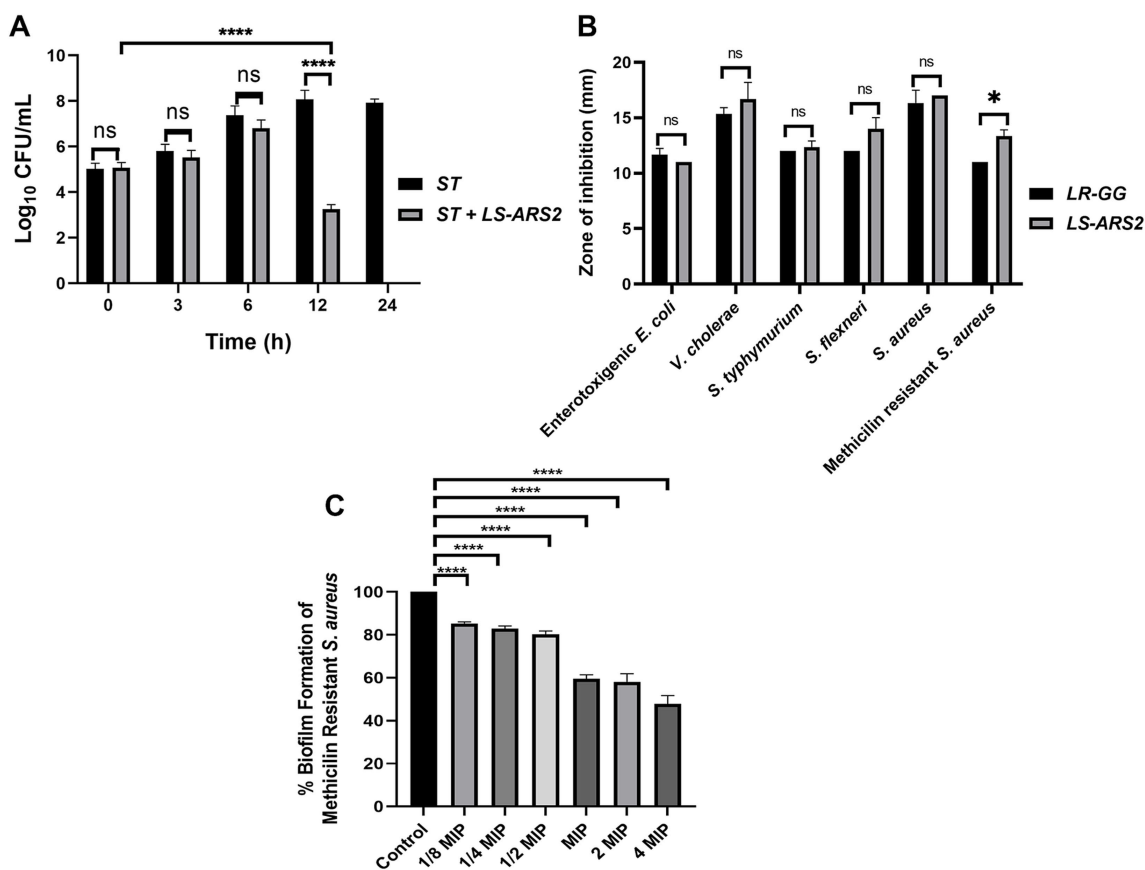 A
****
****
ns
ns
ns
10
8
6
4
2
0
Log10 CFU/mL
0 3 6 12 24
Time (h)
ST
ST + LS-ARS2
B
ns
ns
ns
ns
ns
*
20
15
10
5
0
Zone of inhibition (mm)
Enterotoxigenic E. coli
V. cholerae
S. typhymurium
S. flexneri
S. aureus
Methicilin resistant S. aureus
LR-GG
LS-ARS2
C
****
****
****
****
****
****
100
80
60
40
20
0
% Biofilm Formation of
Methicilin Resistant S. aureus
Control
1/8 MIP
1/4 MIP
1/2 MIP
MIP
2 MIP
4 MIP